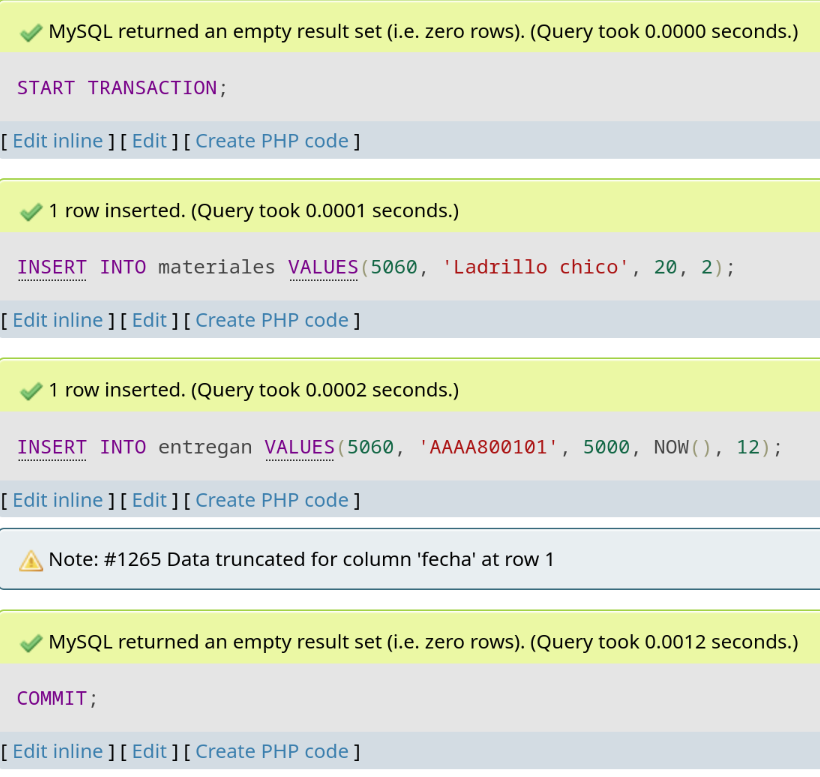 MySQL returned an empty result set (i.e. zero rows). (Query took 0.0000 seconds.)
START TRANSACTION;
[ Edit inline ] [ Edit ] [ Create PHP code ]
1 row inserted. (Query took 0.0001 seconds.)
INSERT INTO materiales VALUES(5060, 'Ladrillo chico', 20, 2);
[ Edit inline ] [ Edit ] [ Create PHP code ]
1 row inserted. (Query took 0.0002 seconds.)
INSERT INTO entregan VALUES(5060, 'AAAA800101', 5000, NOW(), 12);
[ Edit inline ] [ Edit ] [ Create PHP code ]
Note: #1265 Data truncated for column 'fecha' at row 1
MySQL returned an empty result set (i.e. zero rows). (Query took 0.0012 seconds.)
COMMIT;
[ Edit inline ] [ Edit ] [ Create PHP code ]